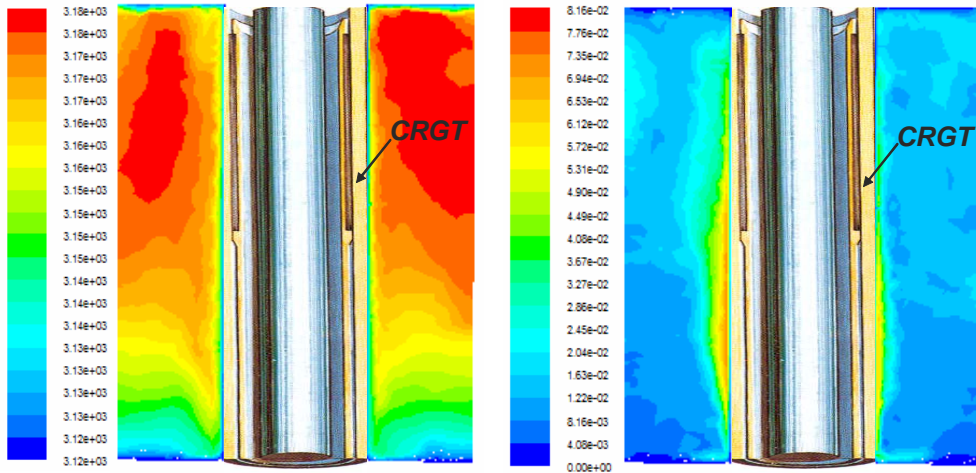 3.18e+03
3.18e+03
3.17e+03
3.17e+03
3.17e+03
3.17e+03
3.16e+03
3.16e+03
3.16e+03
3.15e+03
3.15e+03
3.15e+03
3.15e+03
3.14e+03
3.14e+03
3.14e+03
3.13e+03
3.13e+03
3.13e+03
3.12e+03
3.12e+03
CRGT
8.16e-02
7.76e-02
7.35e-02
6.94e-02
6.53e-02
6.12e-02
5.72e-02
5.31e-02
4.90e-02
4.49e-02
4.08e-02
3.67e-02
3.27e-02
2.86e-02
2.45e-02
2.04e-02
1.63e-02
1.22e-02
8.16e-03
4.08e-03
0.00e+00
CRGT